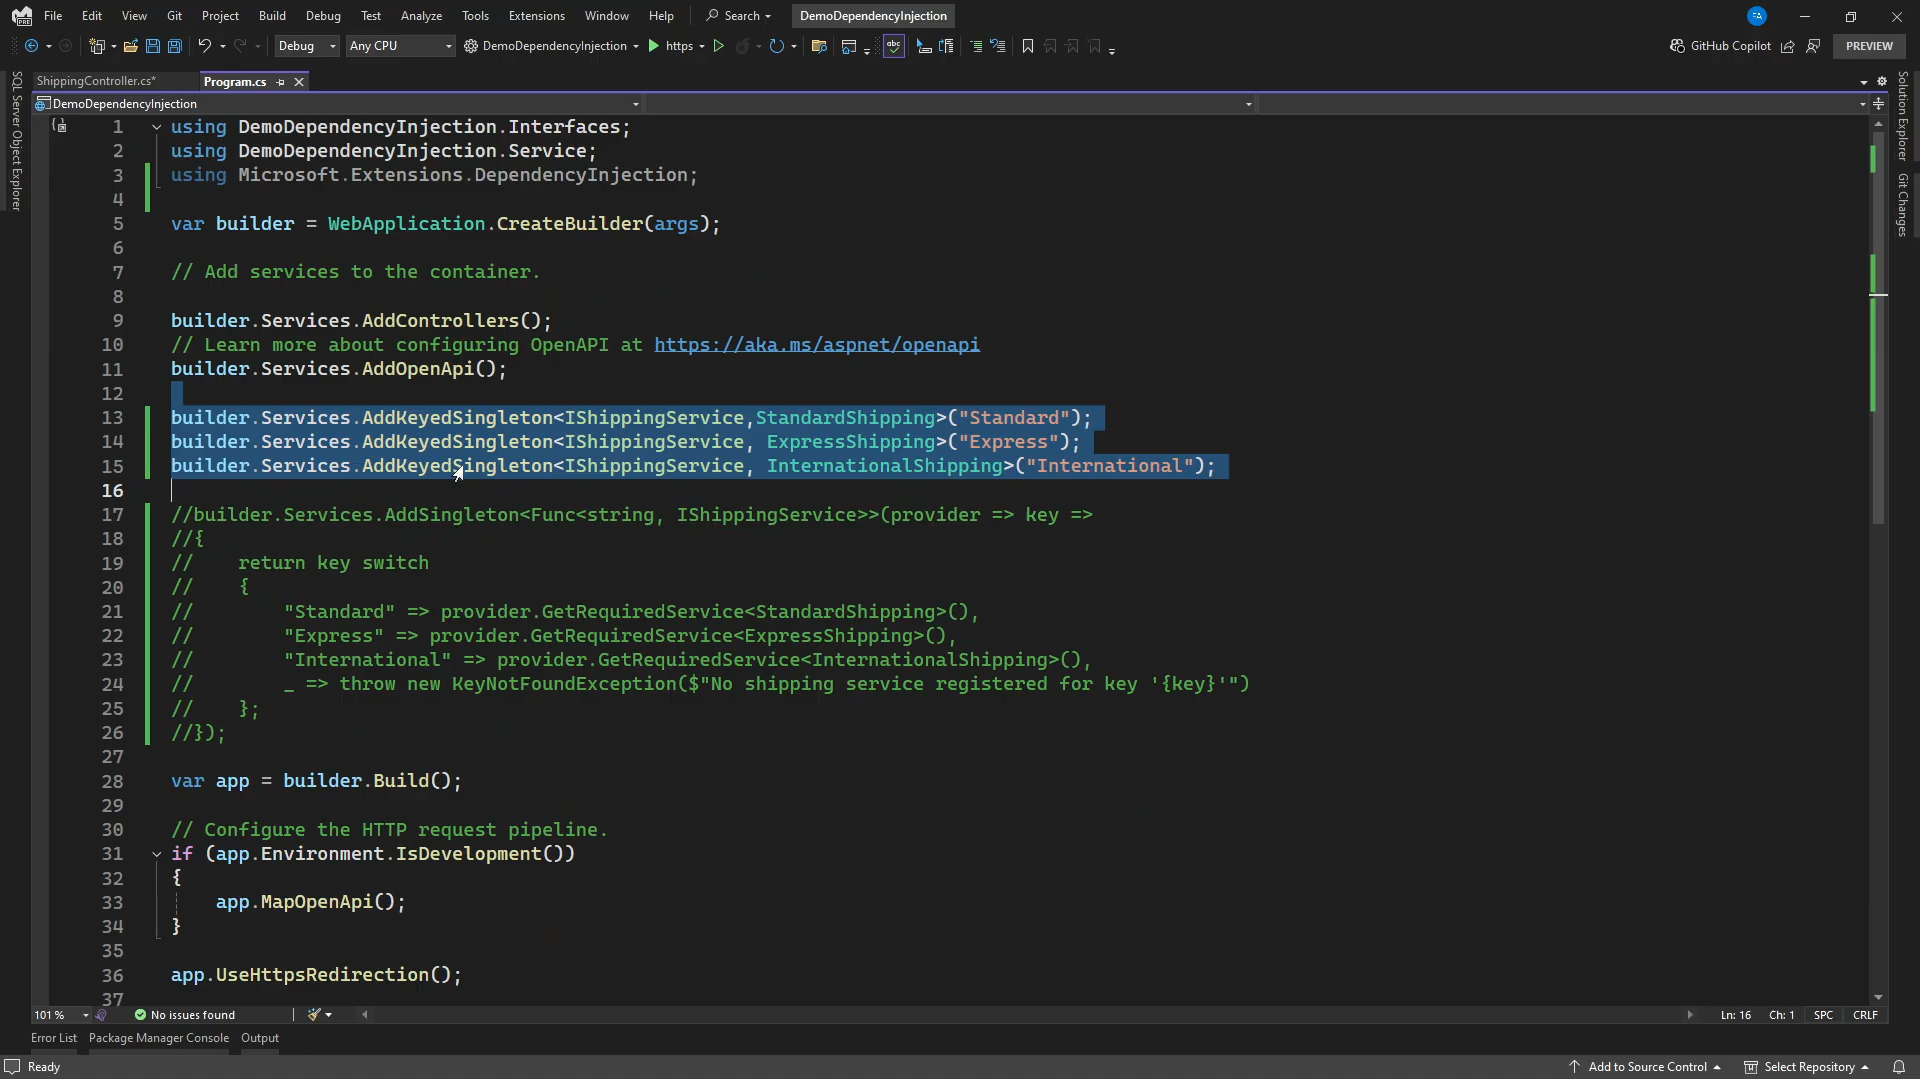 File Edit View Git Project Build Debug Test Analyze Tools Extensions Window Help Search DemoDependencyInjection FA
Debug Any CPU DemoDependencyInjection https abc GitHub Copilot PREVIEW
ShippingController.cs* Program.cs
DemoDependencyInjection
SQL Server Object Explorer
Solution Explorer
Git Changes
1 using DemoDependencyInjection.Interfaces;
2 using DemoDependencyInjection.Service;
3 using Microsoft.Extensions.DependencyInjection;
4
5 var builder = WebApplication.CreateBuilder(args);
6
7 // Add services to the container.
8
9 builder.Services.AddControllers();
10 // Learn more about configuring OpenAPI at https://aka.ms/aspnet/openapi
11 builder.Services.AddOpenApi();
12
13 builder.Services.AddKeyedSingleton<IShippingService,StandardShipping>("Standard");
14 builder.Services.AddKeyedSingleton<IShippingService, ExpressShipping>("Express");
15 builder.Services.AddKeyedSingleton<IShippingService, InternationalShipping>("International");
16
17 //builder.Services.AddSingleton<Func<string, IShippingService>>(provider => key =>
18 //{
19 //    return key switch
20 //    {
21 //        "Standard" => provider.GetRequiredService<StandardShipping>(),
22 //        "Express" => provider.GetRequiredService<ExpressShipping>(),
23 //        "International" => provider.GetRequiredService<InternationalShipping>(),
24 //        _ => throw new KeyNotFoundException($"No shipping service registered for key '{key}'")
25 //    };
26 //});
27
28 var app = builder.Build();
29
30 // Configure the HTTP request pipeline.
31 if (app.Environment.IsDevelopment())
32 {
33     app.MapOpenApi();
34 }
35
36 app.UseHttpsRedirection();
37
101 % No issues found Ln: 16 Ch: 1 SPC CRLF
Error List Package Manager Console Output
Ready Add to Source Control Select Repository